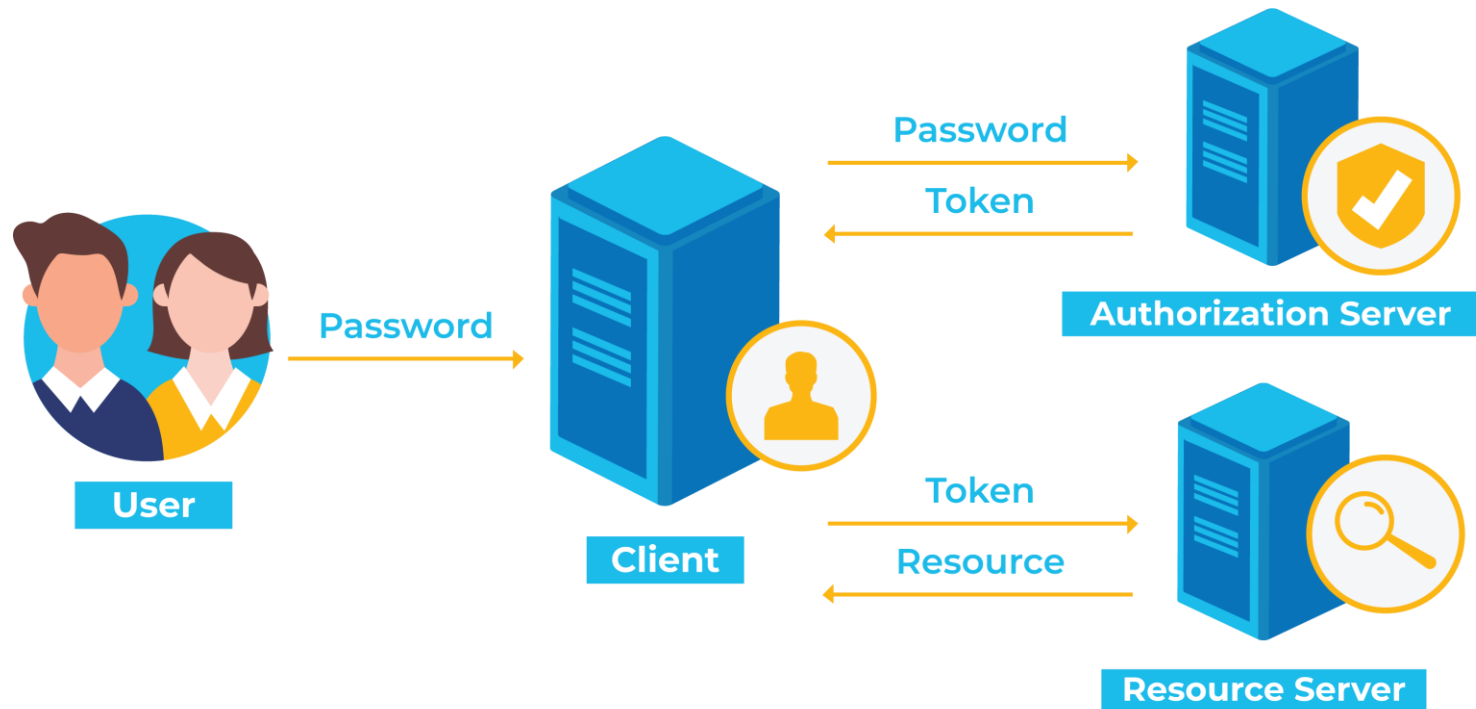 Password
User
Client
Password
Token
Authorization Server
Token
Resource
Resource Server